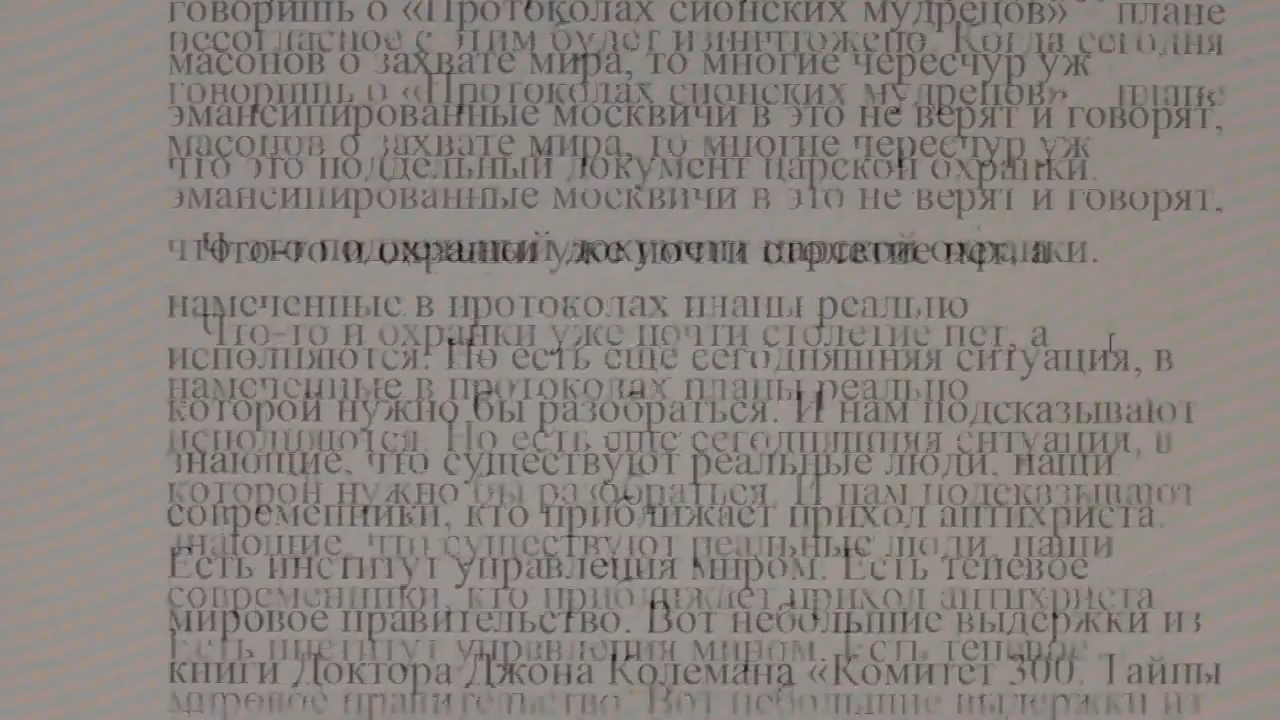 говоришь о «Протоколах сионских мудрецов» плане
масонов о захвате мира, то многие чересчур уж
эмансипированные москвичи в это не верят и говорят,
что это поддельный документ царской охранки.
Что-то и охранки уже почти столетие нет, а
намеченные в протоколах планы реально
исполняются. Но есть еще сегодняшняя ситуация, в
которой нужно бы разобраться. И нам подсказывают
знающие, что существуют реальные люди, наши
современники, кто приближает приход антихриста.
Есть институт управления миром. Есть теневое
мировое правительство. Вот небольшие выдержки из
книги Доктора Джона Колемана «Комитет 300. Тайны